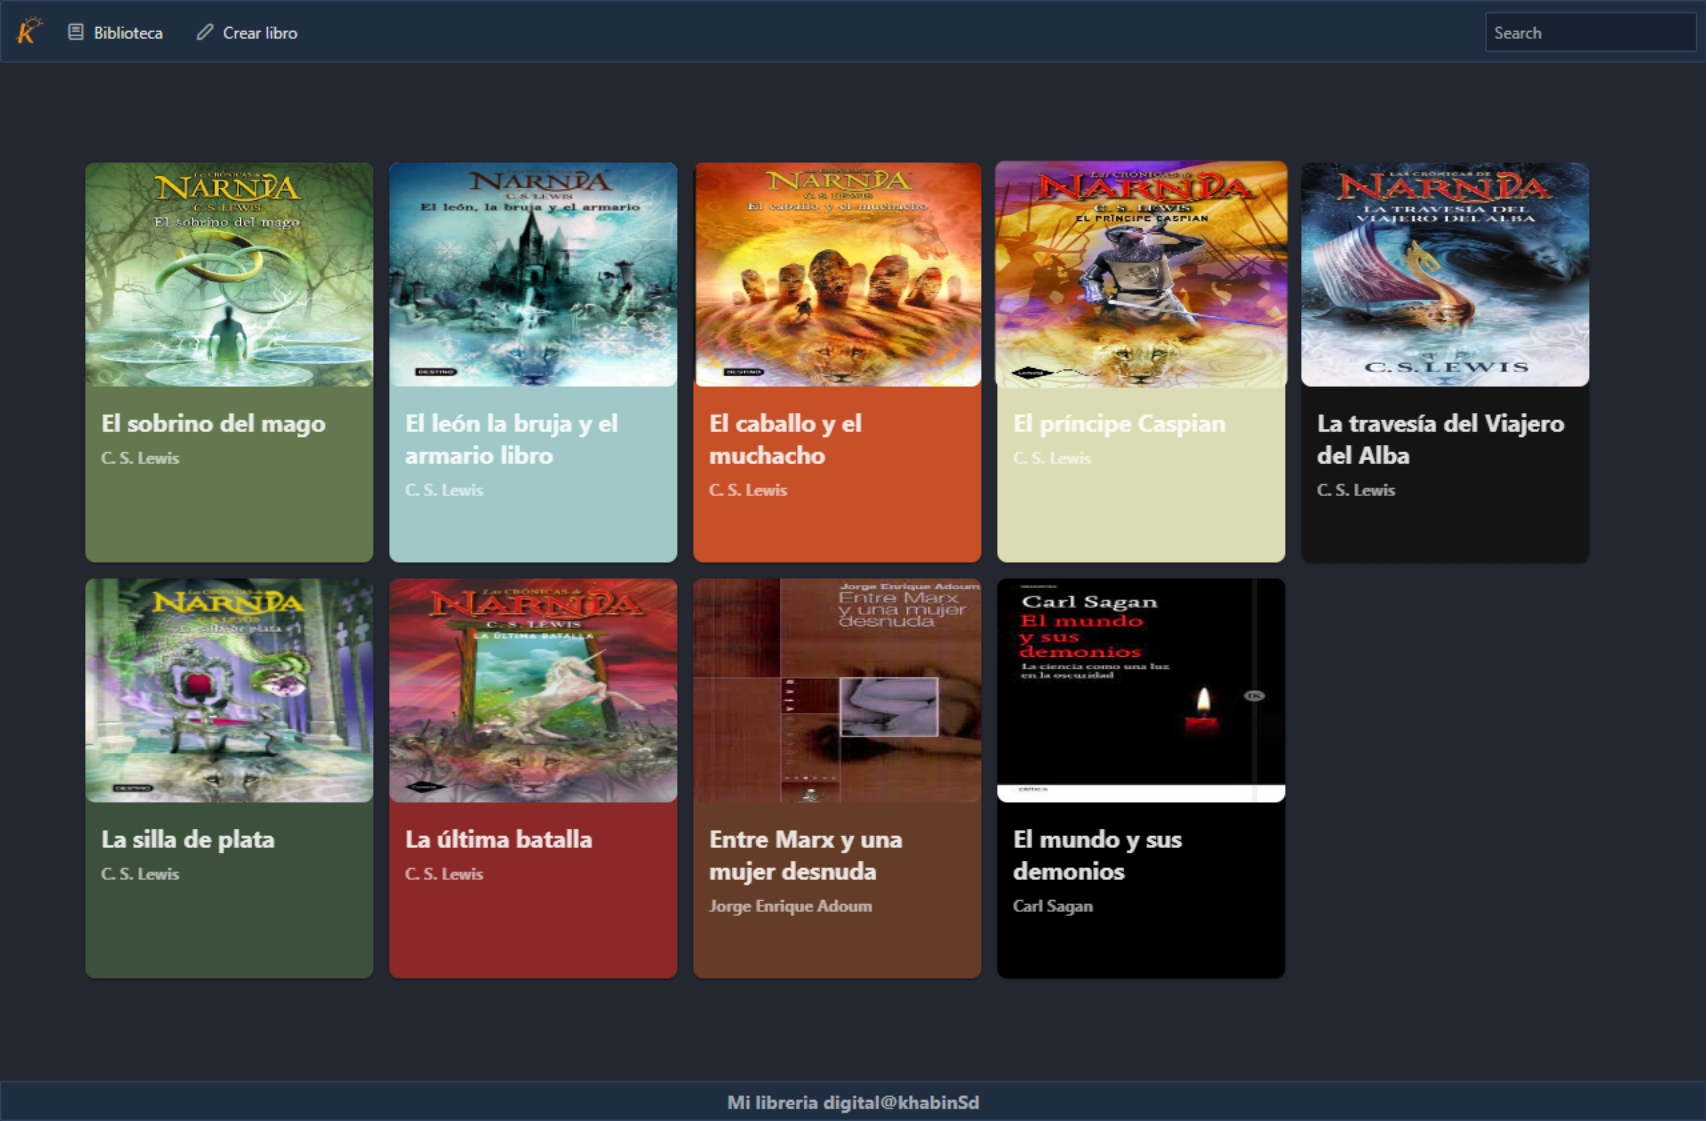 Biblioteca
Crear libro
Search
Las CRÓNICAS de
NARNIA
C. S. LEWIS
El sobrino del mago
El sobrino del mago
C. S. Lewis
NARNIA
C. S. LEWIS
El león, la bruja y el armario
DESTINO
El león la bruja y el
armario libro
C. S. Lewis
NARNIA
C. S. LEWIS
El caballo y el muchacho
DESTINO
El caballo y el
muchacho
C. S. Lewis
Las CRÓNICAS de
NARNIA
C. S. LEWIS
EL PRÍNCIPE CASPIAN
El príncipe Caspian
C. S. Lewis
LAS CRÓNICAS DE
NARNIA
LA TRAVESÍA DEL
VIAJERO DEL ALBA
C.S.LEWIS
La travesía del Viajero
del Alba
C. S. Lewis
Las CRÓNICAS de
NARNIA
C. S. LEWIS
La silla de plata
DESTINO
La silla de plata
C. S. Lewis
Las CRÓNICAS de
NARNIA
C. S. LEWIS
LA ÚLTIMA BATALLA
La última batalla
C. S. Lewis
Jorge Enrique Adoum
Entre Marx
y una mujer
desnuda
viva
Entre Marx y una
mujer desnuda
Jorge Enrique Adoum
Carl Sagan
El mundo
y sus
demonios
La ciencia como una luz
en la oscuridad
CRÍTICA
El mundo y sus
demonios
Carl Sagan
Mi libreria digital@khabinSd